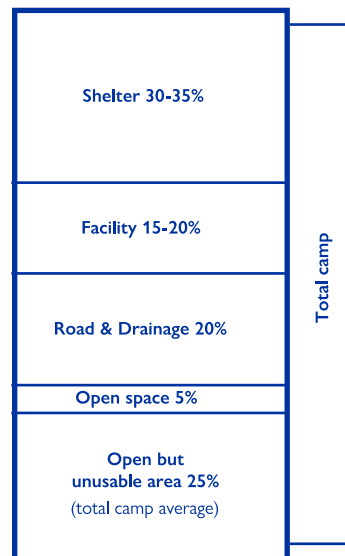 Shelter 30-35%
Facility 15-20%
Road & Drainage 20%
Open space 5%
Open but
unusable area 25%
(total camp average)
Total camp